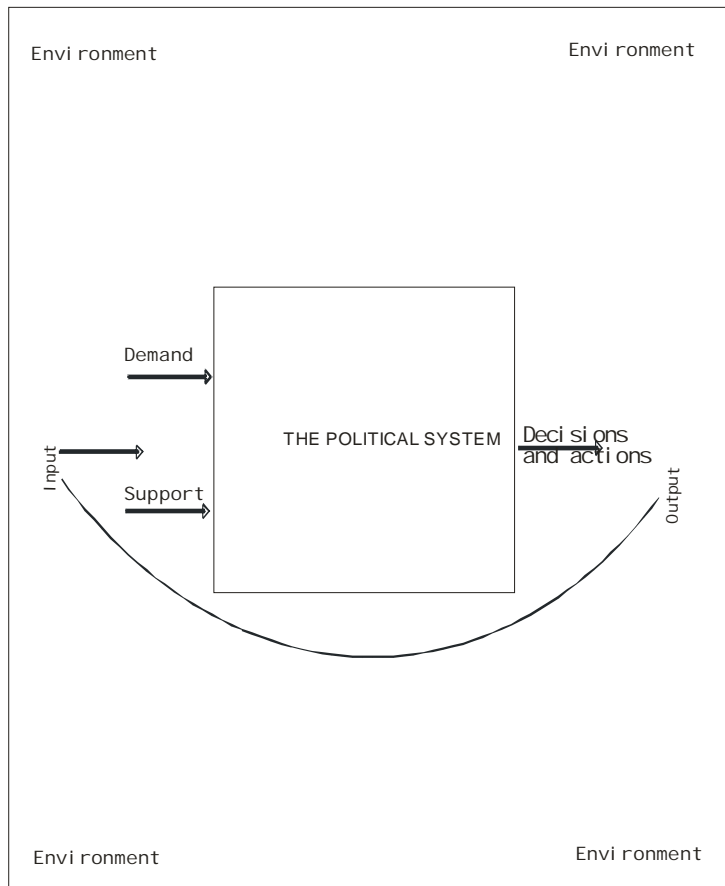 Environment
Environment
Demand
THE POLITICAL SYSTEM
Decisions
and actions
Input
Support
Output
Environment
Environment